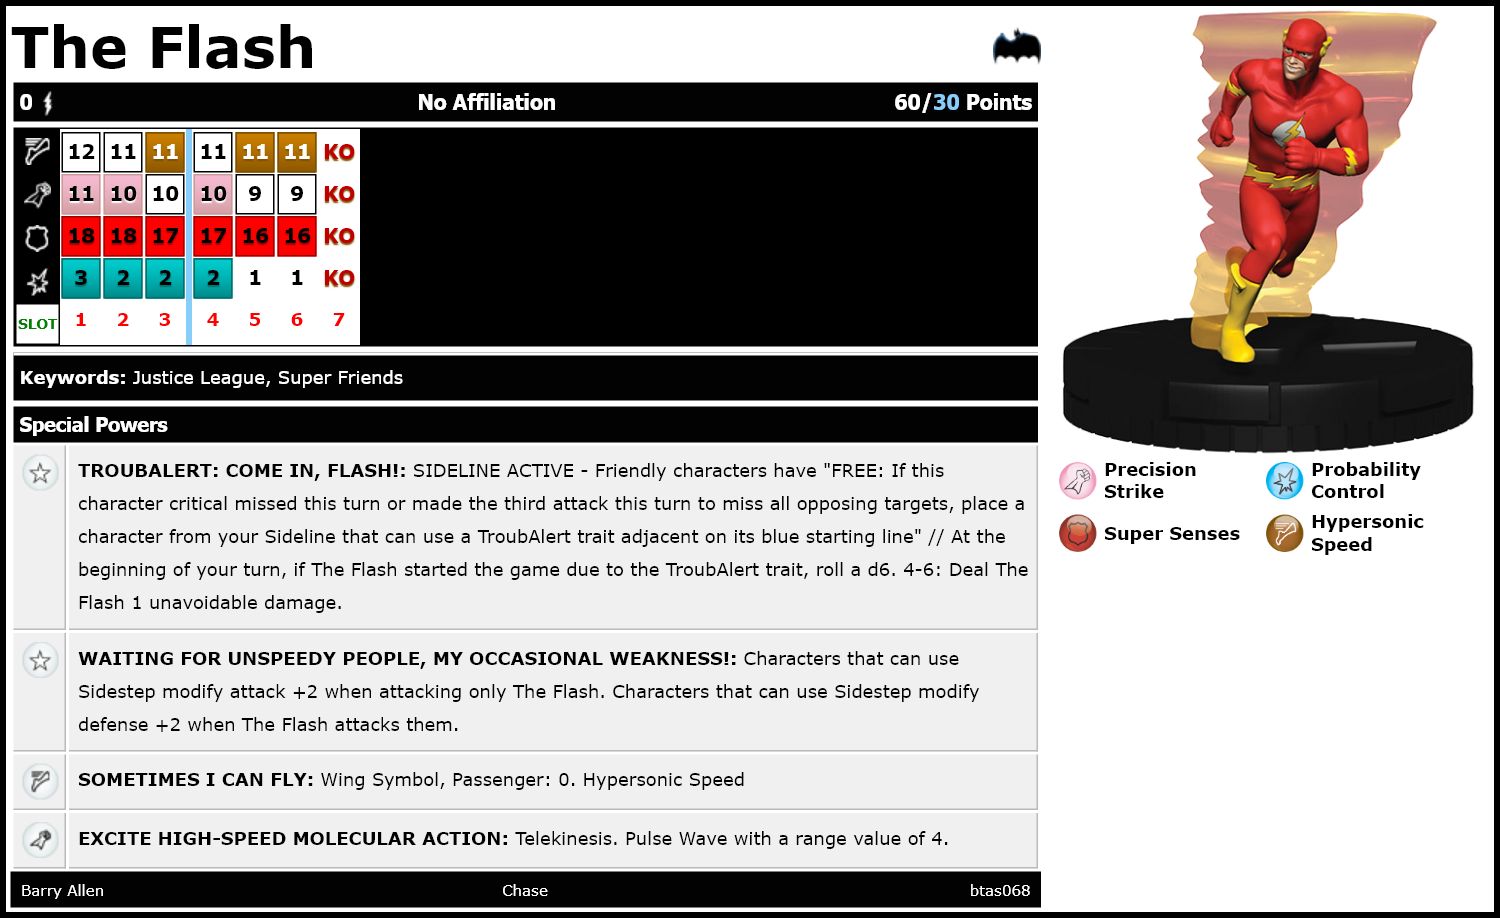 The Flash
0 No Affiliation 60/30 Points
12 11 11 11 11 11 KO
11 10 10 10 9 9 KO
18 18 17 17 16 16 KO
3 2 2 2 1 1 KO
SLOT 1 2 3 4 5 6 7
Keywords: Justice League, Super Friends
Special Powers
TROUBALERT: COME IN, FLASH!: SIDELINE ACTIVE - Friendly characters have "FREE: If this
character critical missed this turn or made the third attack this turn to miss all opposing targets, place a
character from your Sideline that can use a TroubAlert trait adjacent on its blue starting line" // At the
beginning of your turn, if The Flash started the game due to the TroubAlert trait, roll a d6. 4-6: Deal The
Flash 1 unavoidable damage.
WAITING FOR UNSPEEDY PEOPLE, MY OCCASIONAL WEAKNESS!: Characters that can use
Sidestep modify attack +2 when attacking only The Flash. Characters that can use Sidestep modify
defense +2 when The Flash attacks them.
SOMETIMES I CAN FLY: Wing Symbol, Passenger: 0. Hypersonic Speed
EXCITE HIGH-SPEED MOLECULAR ACTION: Telekinesis. Pulse Wave with a range value of 4.
Barry Allen Chase btas068
Precision
Strike
Probability
Control
Super Senses
Hypersonic
Speed